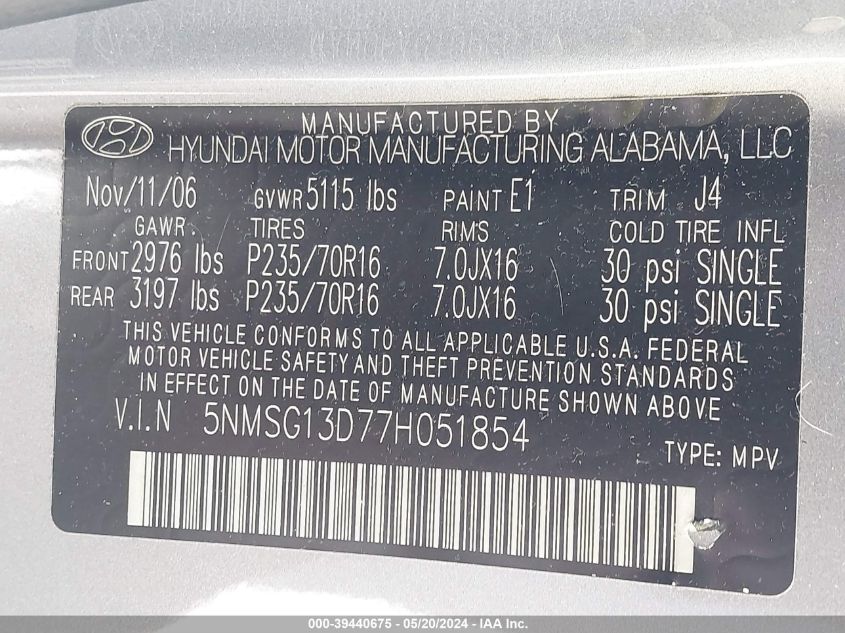 MANUFACTURED BY
HYUNDAI MOTOR MANUFACTURING ALABAMA, LLC
Nov/11/06 GVWR 5115 lbs PAINT E1 TRIM J4
GAWR TIRES RIMS COLD TIRE INFL
FRONT 2976 lbs P235/70R16 7.0JX16 30 psi SINGLE
REAR 3197 lbs P235/70R16 7.0JX16 30 psi SINGLE
THIS VEHICLE CONFORMS TO ALL APPLICABLE U.S.A. FEDERAL
MOTOR VEHICLE SAFETY AND THEFT PREVENTION STANDARDS
IN EFFECT ON THE DATE OF MANUFACTURE SHOWN ABOVE.
V.I.N 5NMSG13D77H051854
TYPE: MPV
000-39440675 - 05/20/2024 - IAA Inc.